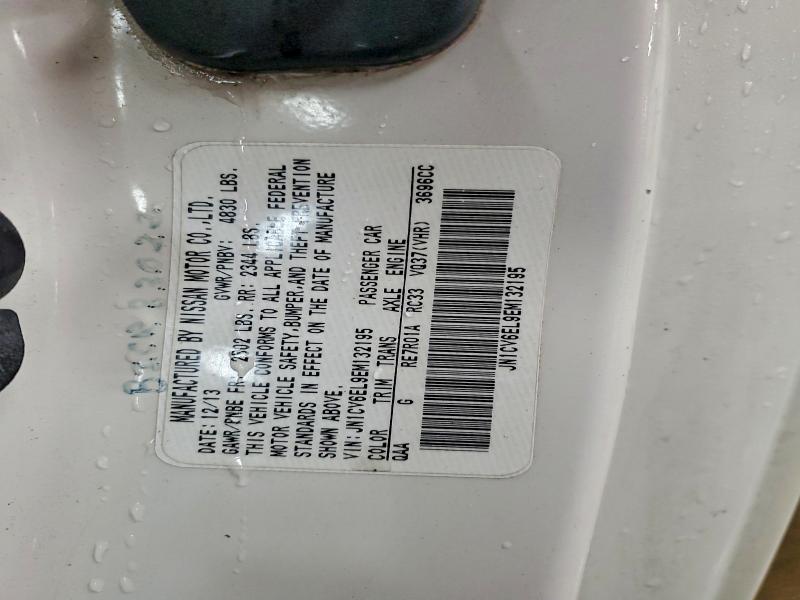 MANUFACTURED BY NISSAN MOTOR CO.,LTD.
DATE: 12/13 GVWR/PNBV: 4830 LBS.
GAWR/PNBE FR: 2502 LBS. RR: 2344 LBS.
THIS VEHICLE CONFORMS TO ALL APPLICABLE FEDERAL
MOTOR VEHICLE SAFETY, BUMPER, AND THEFT PREVENTION
STANDARDS IN EFFECT ON THE DATE OF MANUFACTURE
SHOWN ABOVE.
VIN: JN1CV6EL9EM132195 PASSENGER CAR
COLOR TRIM TRANS AXLE ENGINE
QAA G RE7R01A RC33 VQ37(VHR) 3696CC
JN1CV6EL9EM132195